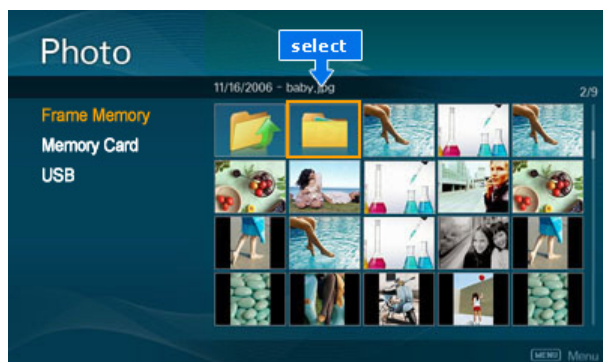 Photo
select
11/16/2006 - baby.jpg
2/9
Frame Memory
Memory Card
USB
MENU Menu